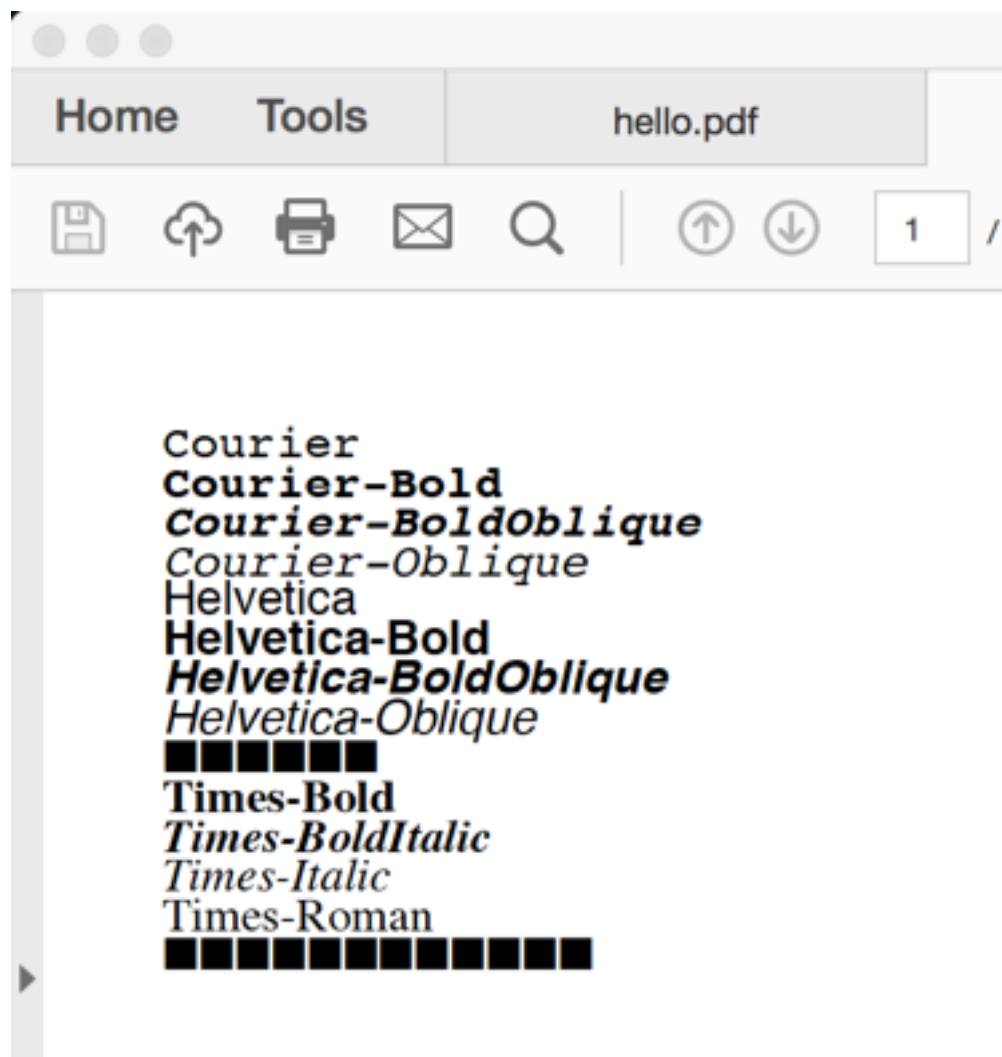 Home Tools hello.pdf
1 /
Courier
Courier-Bold
Courier-BoldOblique
Courier-Oblique
Helvetica
Helvetica-Bold
Helvetica-BoldOblique
Helvetica-Oblique
■■■■■■
Times-Bold
Times-BoldItalic
Times-Italic
Times-Roman
■■■■■■■■■■■■